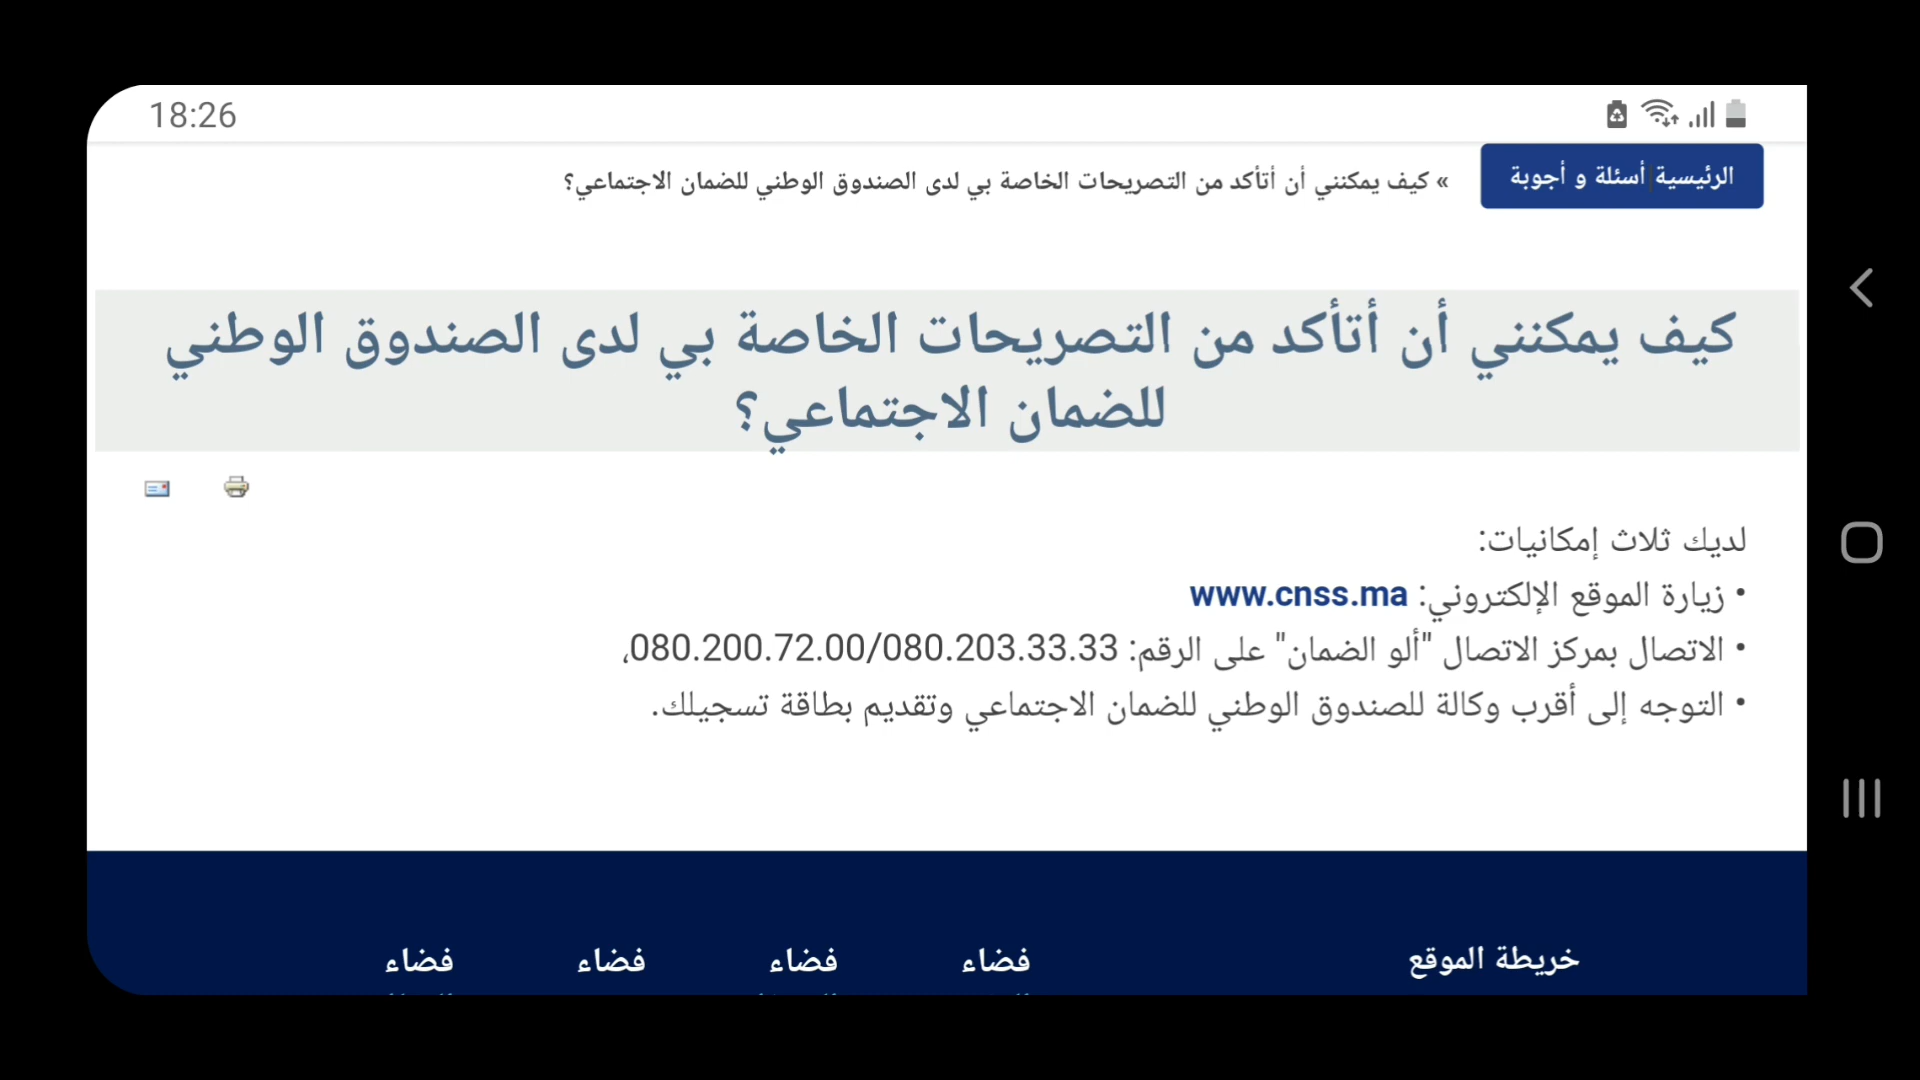 18:26
الرئيسية أسئلة و أجوبة » كيف يمكنني أن أتأكد من التصريحات الخاصة بي لدى الصندوق الوطني للضمان الاجتماعي؟
كيف يمكنني أن أتأكد من التصريحات الخاصة بي لدى الصندوق الوطني
للضمان الاجتماعي؟
لديك ثلاث إمكانيات:
• زيارة الموقع الإلكتروني: www.cnss.ma
• الاتصال بمركز الاتصال "ألو الضمان" على الرقم: 080.200.72.00/080.203.33.33،
• التوجه إلى أقرب وكالة للصندوق الوطني للضمان الاجتماعي وتقديم بطاقة تسجيلك.
خريطة الموقع فضاء فضاء فضاء فضاء